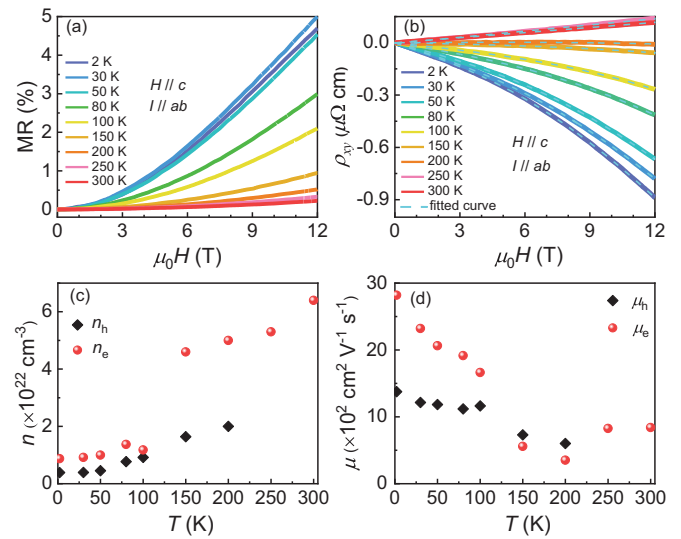 (a)
MR (%)
5
4
3
2
1
0
2 K
30 K
50 K
80 K
100 K
150 K
200 K
250 K
300 K
H // c
I // ab
0 3 6 9 12
μ0H (T)
(b)
ρxy (μΩ cm)
0.0
-0.3
-0.6
-0.9
2 K
30 K
50 K
80 K
100 K
150 K
200 K
250 K
300 K
fitted curve
H // c
I // ab
0 3 6 9 12
μ0H (T)
(c)
n (×10²² cm⁻³)
6
4
2
0
nh
ne
0 50 100 150 200 250 300
T (K)
(d)
μ (×10² cm² V⁻¹ s⁻¹)
30
20
10
0
μh
μe
0 50 100 150 200 250 300
T (K)